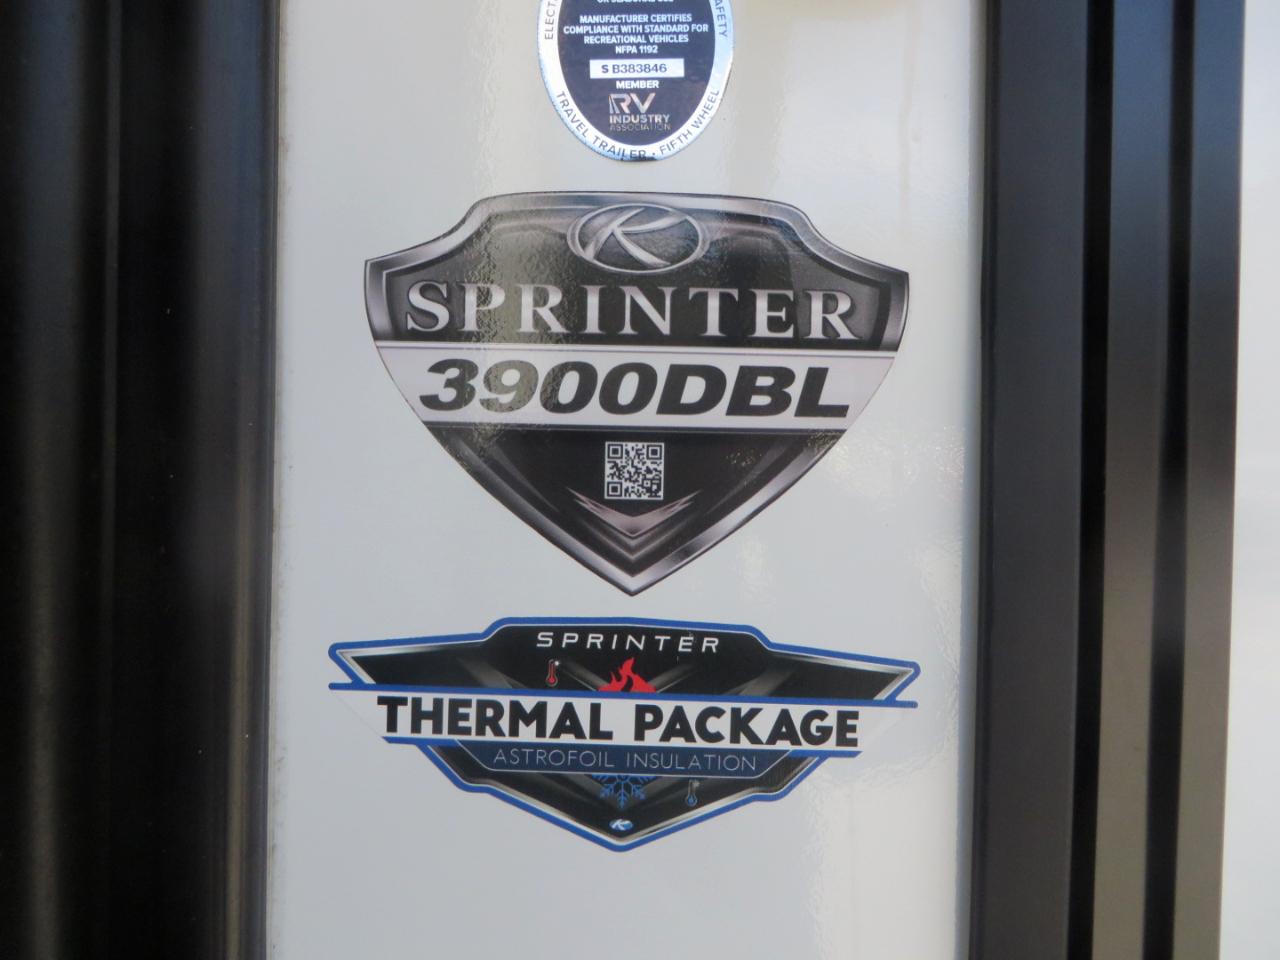 MANUFACTURER CERTIFIES
COMPLIANCE WITH STANDARD FOR
RECREATIONAL VEHICLES
NFPA 1192
S B383846
MEMBER
RV
INDUSTRY
ASSOCIATION
TRAVEL TRAILER · FIFTH WHEEL
K
SPRINTER
3900DBL
SPRINTER
THERMAL PACKAGE
ASTROFOIL INSULATION
K